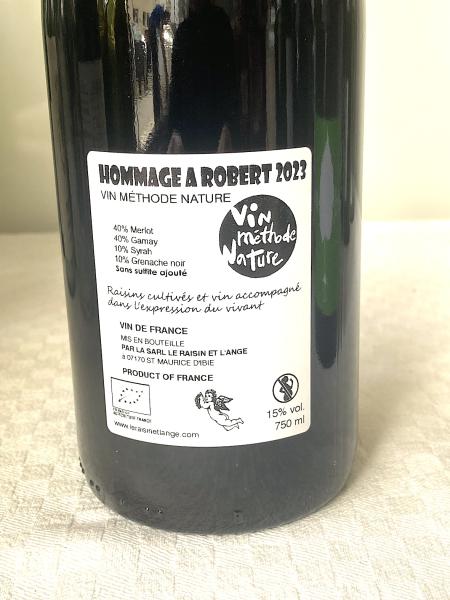 HOMMAGE A ROBERT 2023
VIN MÉTHODE NATURE
Vin
méthode
Nature
40% Merlot
40% Gamay
10% Syrah
10% Grenache noir
Sans sulfite ajouté
Raisins cultivés et vin accompagné
dans l'expression du vivant
VIN DE FRANCE
MIS EN BOUTEILLE
PAR LA SARL LE RAISIN ET L'ANGE
à 07170 ST MAURICE D'IBIE
PRODUCT OF FRANCE
15% vol.
750 ml
www.leraisinetlange.com